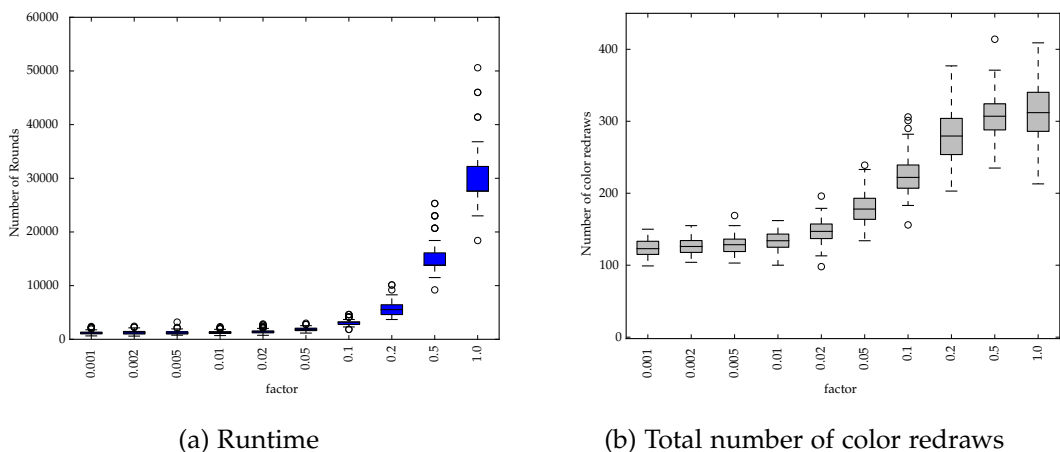 60000
50000
40000
30000
20000
10000
0
Number of Rounds
0.001 0.002 0.005 0.01 0.02 0.05 0.1 0.2 0.5 1.0
factor
(a) Runtime
400
300
200
100
0
Number of color redraws
0.001 0.002 0.005 0.01 0.02 0.05 0.1 0.2 0.5 1.0
factor
(b) Total number of color redraws